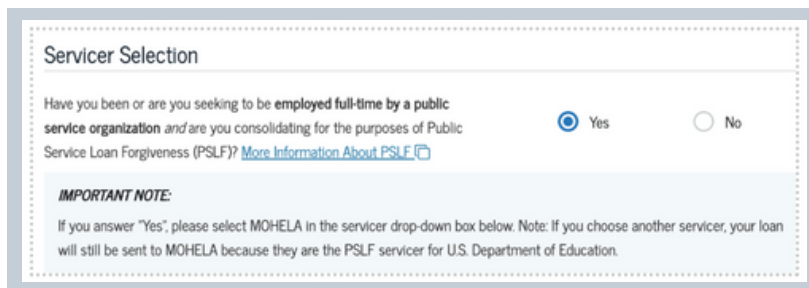 Servicer Selection
Have you been or are you seeking to be employed full-time by a public
service organization and are you consolidating for the purposes of Public
Service Loan Forgiveness (PSLF)? More Information About PSLF
Yes
No
IMPORTANT NOTE:
If you answer "Yes", please select MOHELA in the servicer drop-down box below. Note: If you choose another servicer, your loan
will still be sent to MOHELA because they are the PSLF servicer for U.S. Department of Education.